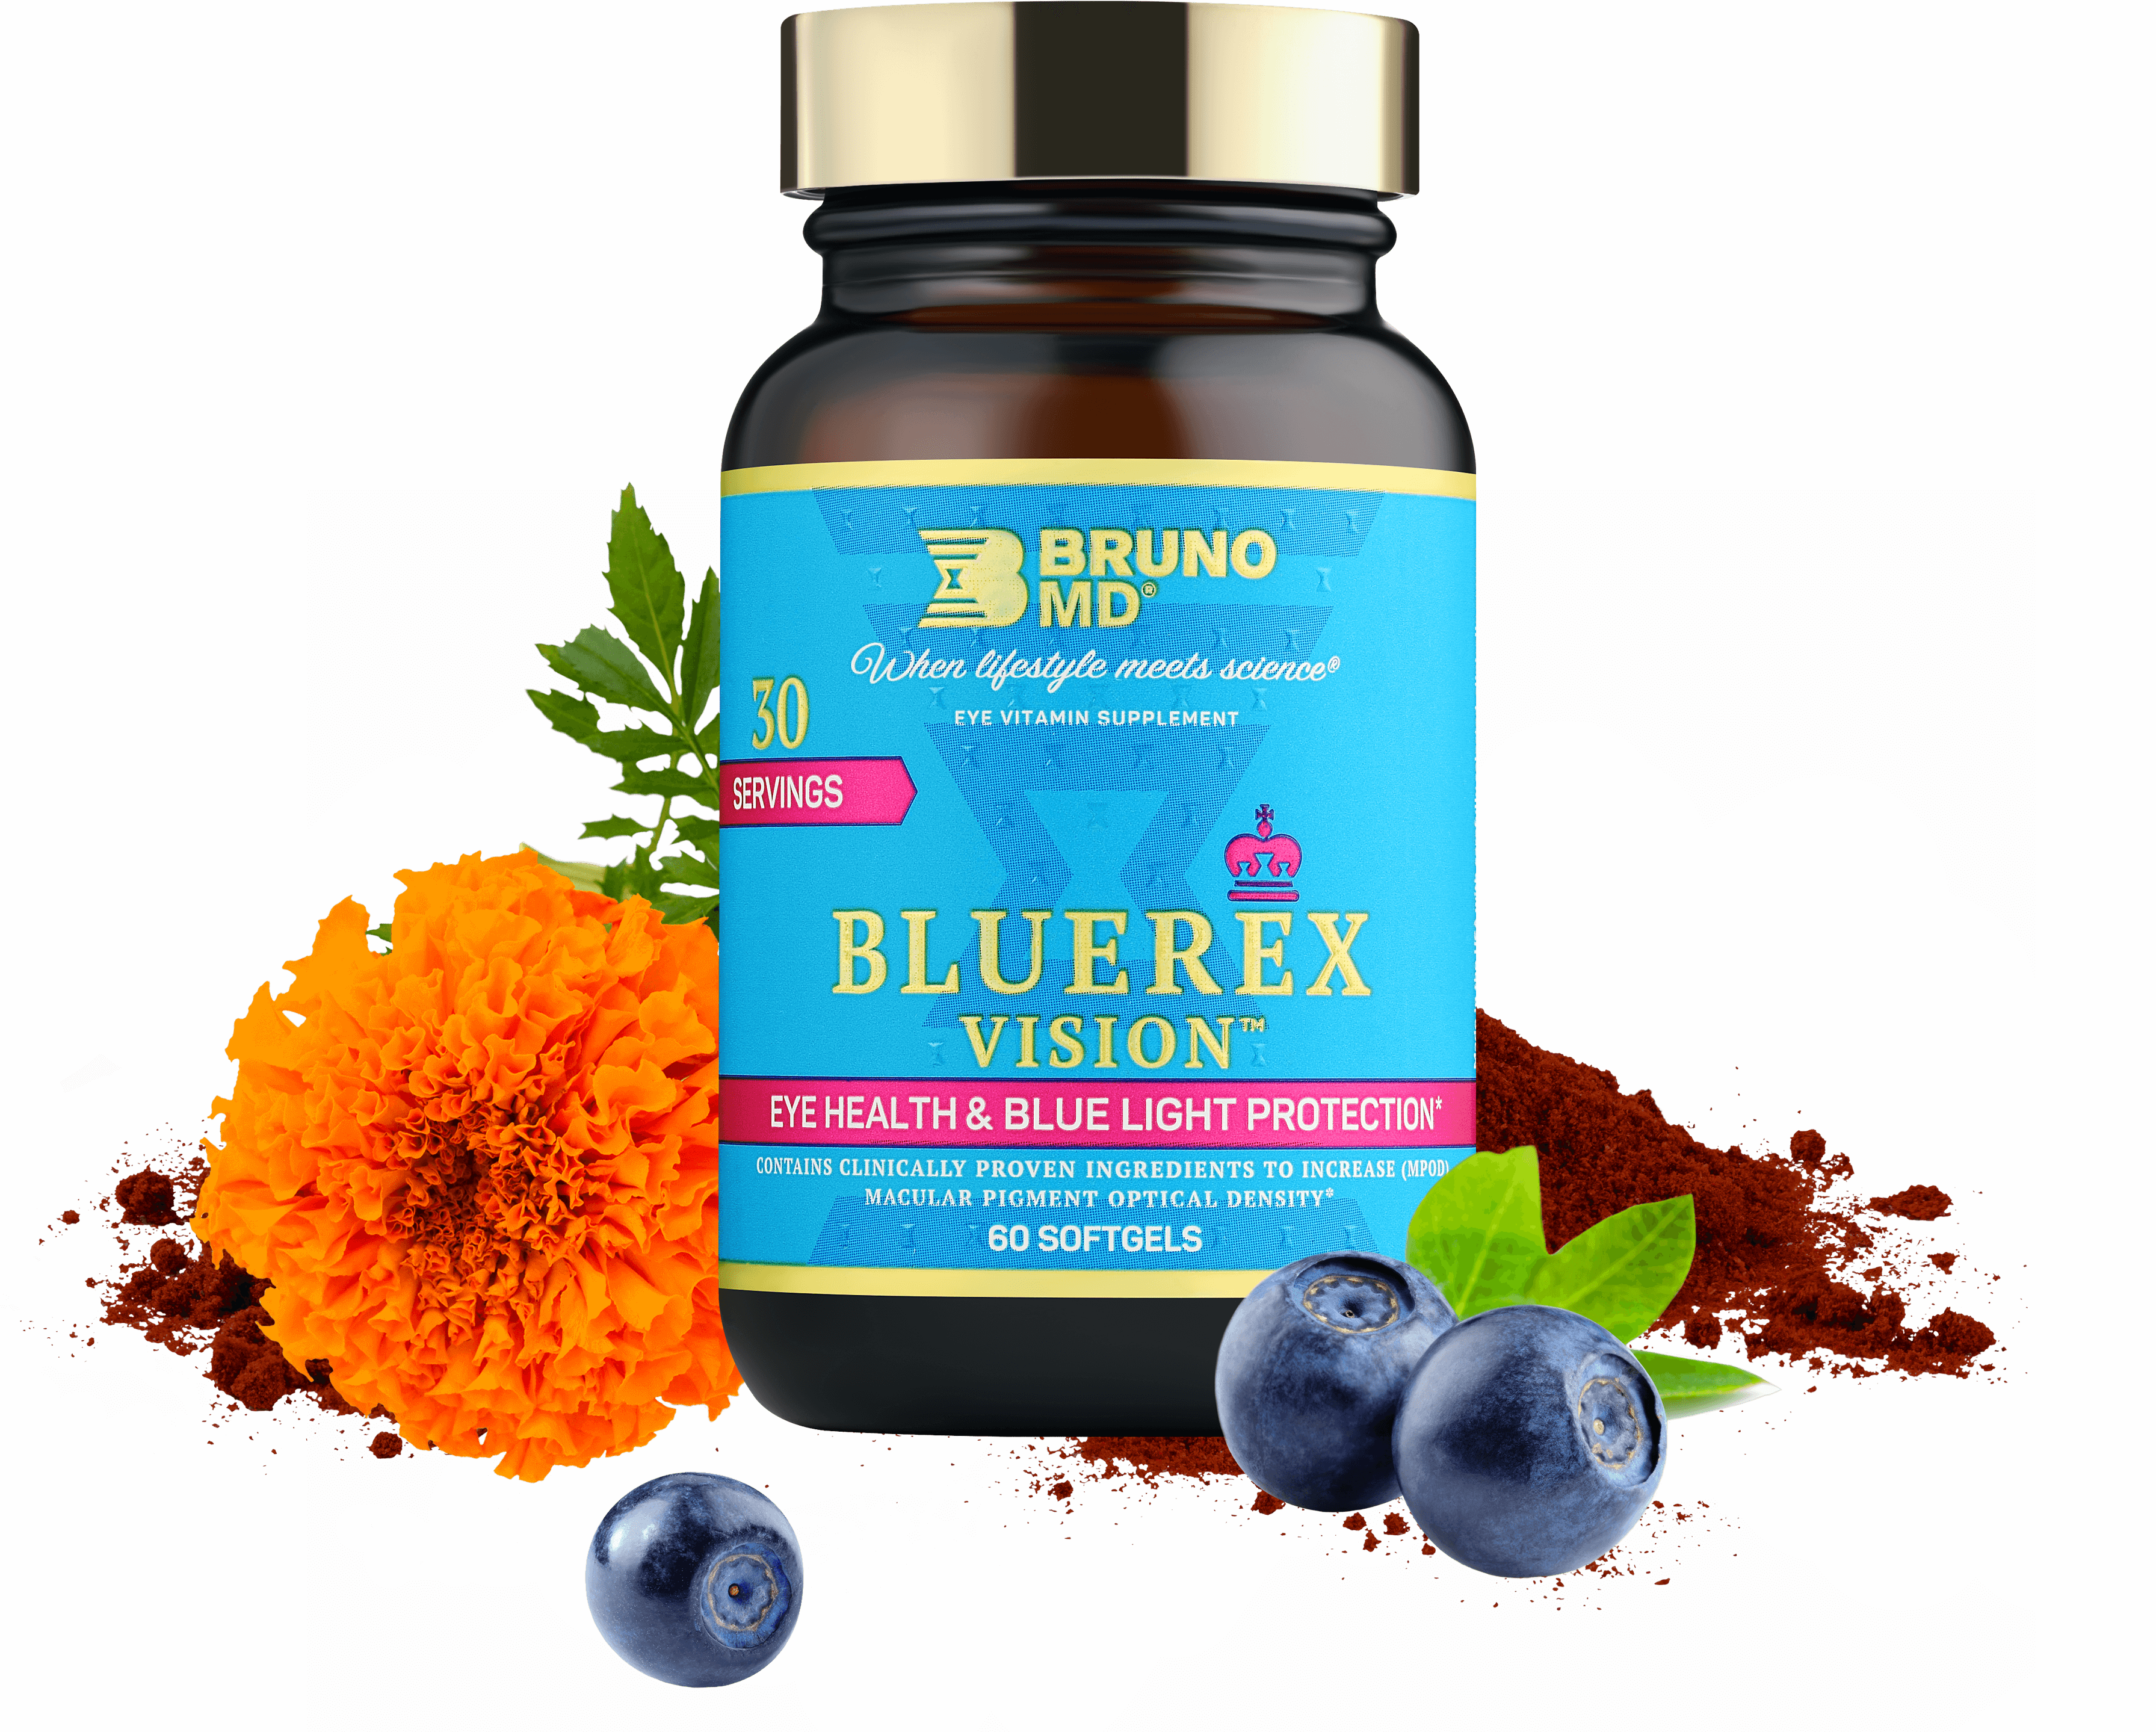 BRUNO
MD®
When lifestyle meets science®
EYE VITAMIN SUPPLEMENT
30
SERVINGS
BLUEREX
VISION™
EYE HEALTH & BLUE LIGHT PROTECTION*
CONTAINS CLINICALLY PROVEN INGREDIENTS TO INCREASE (MPOD)
MACULAR PIGMENT OPTICAL DENSITY*
60 SOFTGELS